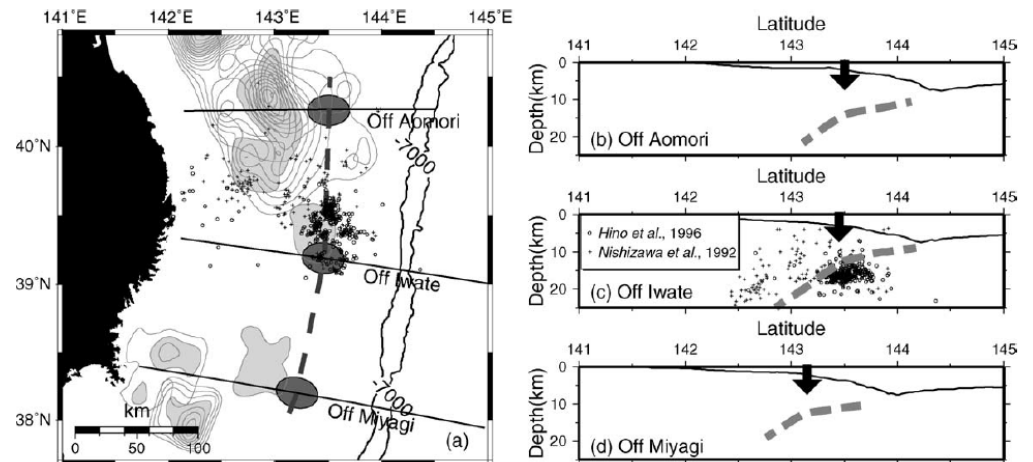 141°E 142°E 143°E 144°E 145°E
40°N
39°N
38°N
Off Aomori
-7000
Off Iwate
Off Miyagi
km
0 50 100
(a)
Latitude
141 142 143 144 145
Depth(km)
0
10
20
(b) Off Aomori
Latitude
141 142 143 144 145
Depth(km)
0
10
20
Hino et al., 1996
Nishizawa et al., 1992
(c) Off Iwate
Latitude
141 142 143 144 145
Depth(km)
0
10
20
(d) Off Miyagi